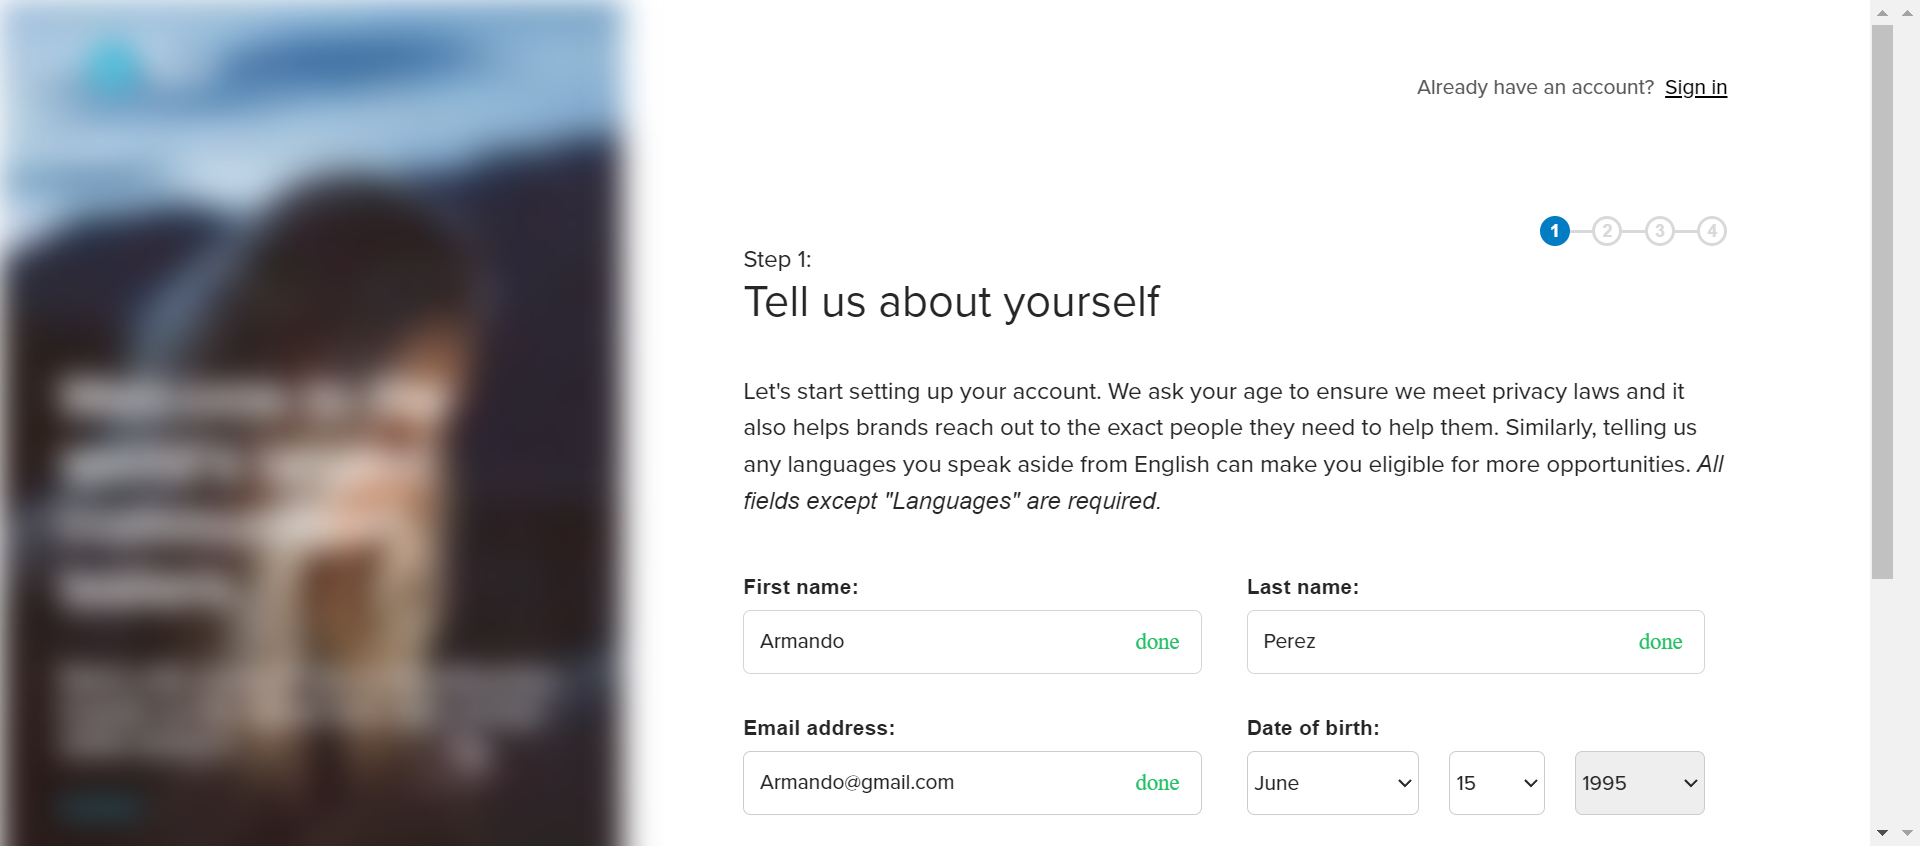 Already have an account? Sign in
1 2 3 4
Step 1:
Tell us about yourself
Let's start setting up your account. We ask your age to ensure we meet privacy laws and it
also helps brands reach out to the exact people they need to help them. Similarly, telling us
any languages you speak aside from English can make you eligible for more opportunities. All
fields except "Languages" are required.
First name:
Last name:
Armando done
Perez done
Email address:
Date of birth:
Armando@gmail.com done
June 15 1995